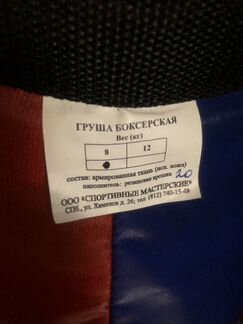 ГРУША БОКСЕРСКАЯ
Вес (кг)
8 12
состав: армированная ткань (иск. кожа)
наполнитель: резиновая крошка 20
ООО «СПОРТИВНЫЕ МАСТЕРСКИЕ»
СПБ., ул. Химиков д. 26; тел. (812) 740-15-49